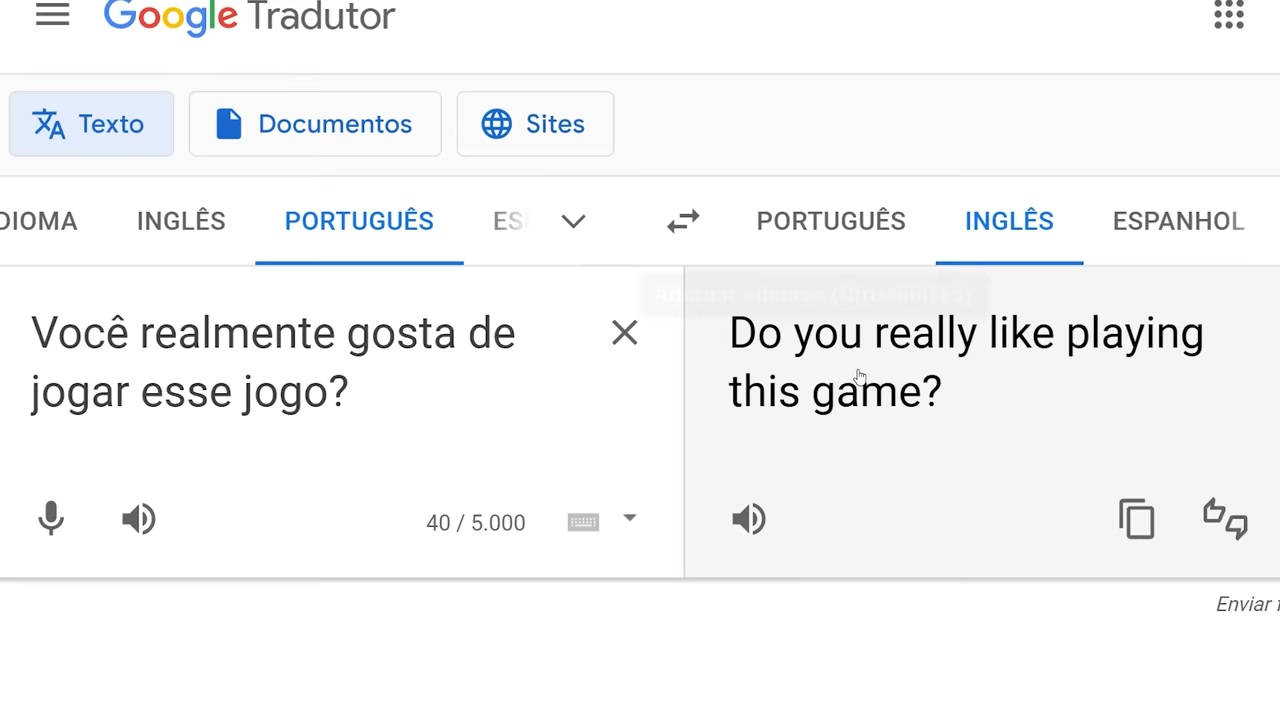 Google Tradutor
Texto Documentos Sites
DIOMA INGLÊS PORTUGUÊS ES PORTUGUÊS INGLÊS ESPANHOL
Você realmente gosta de
jogar esse jogo?
Do you really like playing
this game?
40 / 5.000
Enviar